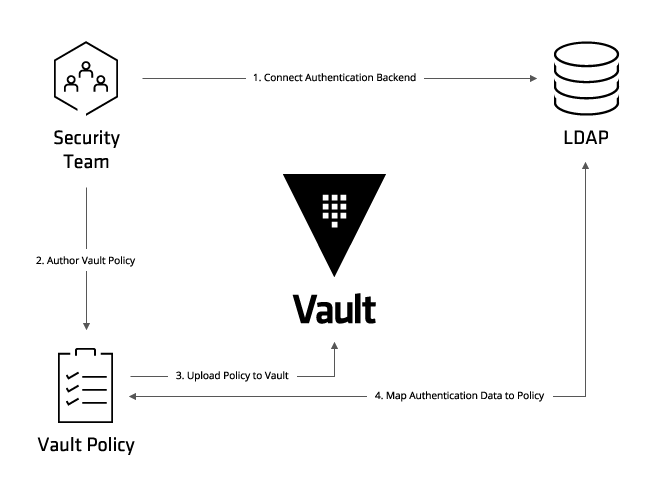 1. Connect Authentication Backend
Security
Team
LDAP
2. Author Vault Policy
Vault
3. Upload Policy to Vault
4. Map Authentication Data to Policy
Vault Policy